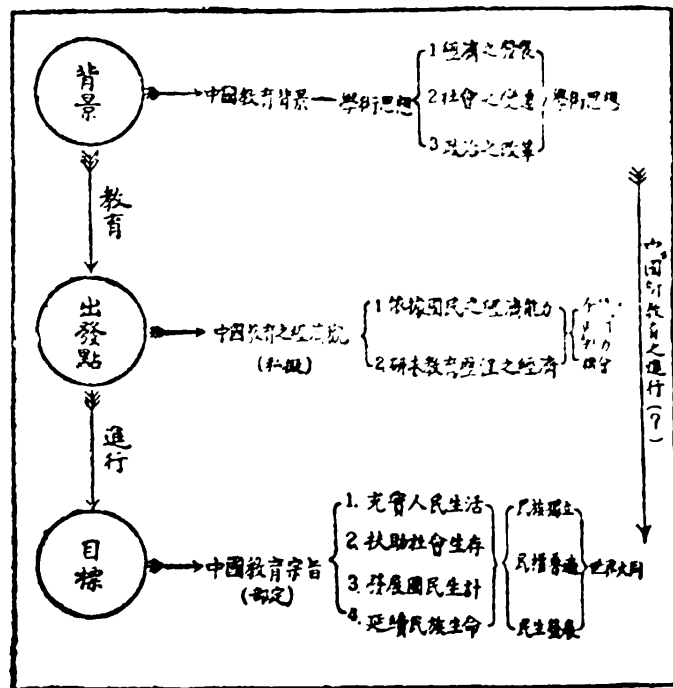 背景
中國教育背景
學術思想
1 經濟之發展
2 社會之變遷
3 政治之改革
學術思想
教育
出發點
中國教育之經濟觀
(私擬)
1 依據國民之經濟能力
2. 研本教育歷程之經濟
機會
中國教育之進行(?)
進行
目標
中國教育宗旨
(部定)
1. 充實人民生活
2. 扶助社會生存
3. 發展國民生計
4. 延續民族生命
民族獨立
民權普遍
民生發展
世界大同